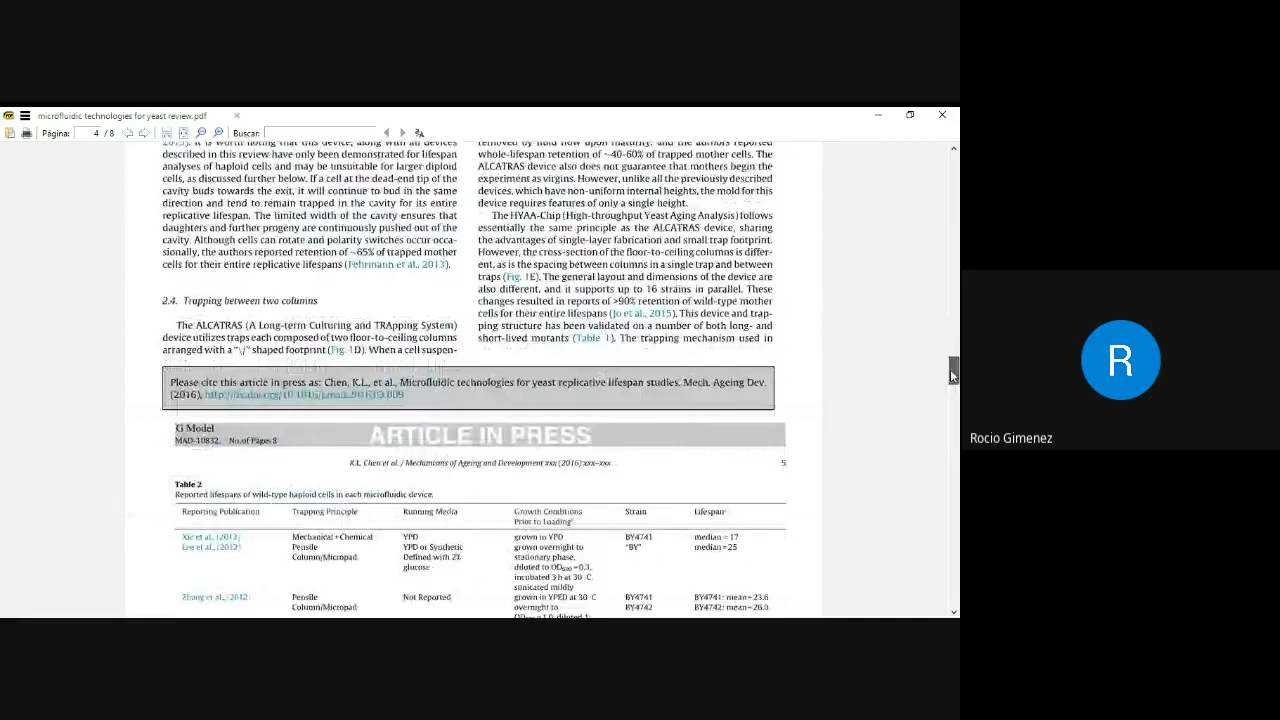 microfluidic technologies for yeast review.pdf
Página: 4 / 8 Buscar:
described in this review have only been demonstrated for lifespan
analyses of haploid cells and may be unsuitable for larger diploid
cells, as discussed further below. If a cell at the dead-end tip of the
cavity buds towards the exit, it will continue to bud in the same
direction and tend to remain trapped in the cavity for its entire
replicative lifespan. The limited width of the cavity ensures that
daughters and further progeny are continuously pushed out of the
cavity. Although cells can rotate and polarity switches occur occa-
sionally, the authors reported retention of ~65% of trapped mother
cells for their entire replicative lifespans (Fehrmann et al., 2013).
2.4. Trapping between two columns
The ALCATRAS (A Long-term Culturing and TRApping System)
device utilizes traps each composed of two floor-to-ceiling columns
arranged with a "\/" shaped footprint (Fig. 1D). When a cell suspen-
removed by fluid flow upon maturity, and the authors reported
whole-lifespan retention of ~40-60% of trapped mother cells. The
ALCATRAS device also does not guarantee that mothers begin the
experiment as virgins. However, unlike all the previously described
devices, which have non-uniform internal heights, the mold for this
device requires features of only a single height.
The HYAA-Chip (High-throughput Yeast Aging Analysis) follows
essentially the same principle as the ALCATRAS device, sharing
the advantages of single-layer fabrication and small trap footprint.
However, the cross-section of the floor-to-ceiling columns is differ-
ent, as is the spacing between columns in a single trap and between
traps (Fig. 1E). The general layout and dimensions of the device are
also different, and it supports up to 16 strains in parallel. These
changes resulted in reports of >90% retention of wild-type mother
cells for their entire lifespans (Jo et al., 2015). This device and trap-
ping structure has been validated on a number of both long- and
short-lived mutants (Table 1). The trapping mechanism used in
Please cite this article in press as: Chen, K.L., et al., Microfluidic technologies for yeast replicative lifespan studies. Mech. Ageing Dev.
(2016),
G Model
MAD-10832; No. of Pages 8
ARTICLE IN PRESS
K.L. Chen et al. / Mechanisms of Ageing and Development xxx (2016) xxx–xxx 5
Table 2
Reported lifespans of wild-type haploid cells in each microfluidic device.
Reporting Publication Trapping Principle Running Media Growth Conditions Strain Lifespan
Prior to Loading
Xie et al. (2012) Mechanical + Chemical YPD grown in YPD BY4741 median = 17
Lee et al., (2012) Pensile YPD or Synthetic grown overnight to "BY" median = 25
Column/Micropad Defined with 2% stationary phase,
glucose diluted to OD600 = 0.3,
incubated 3 h at 30 °C,
sonicated mildly
Zhang et al., (2012) Pensile Not Reported grown in YPED at 30 °C BY4741 BY4741: mean = 23.6
Column/Micropad overnight to BY4742 BY4742: mean = 26.0
R
Rocio Gimenez